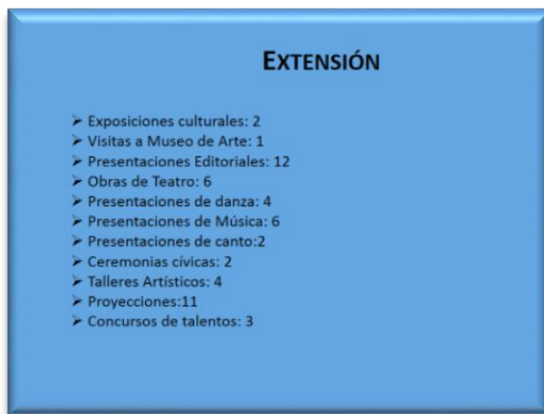 EXTENSIÓN
➢ Exposiciones culturales: 2
➢ Visitas a Museo de Arte: 1
➢ Presentaciones Editoriales: 12
➢ Obras de Teatro: 6
➢ Presentaciones de danza: 4
➢ Presentaciones de Música: 6
➢ Presentaciones de canto:2
➢ Ceremonias cívicas: 2
➢ Talleres Artísticos: 4
➢ Proyecciones:11
➢ Concursos de talentos: 3